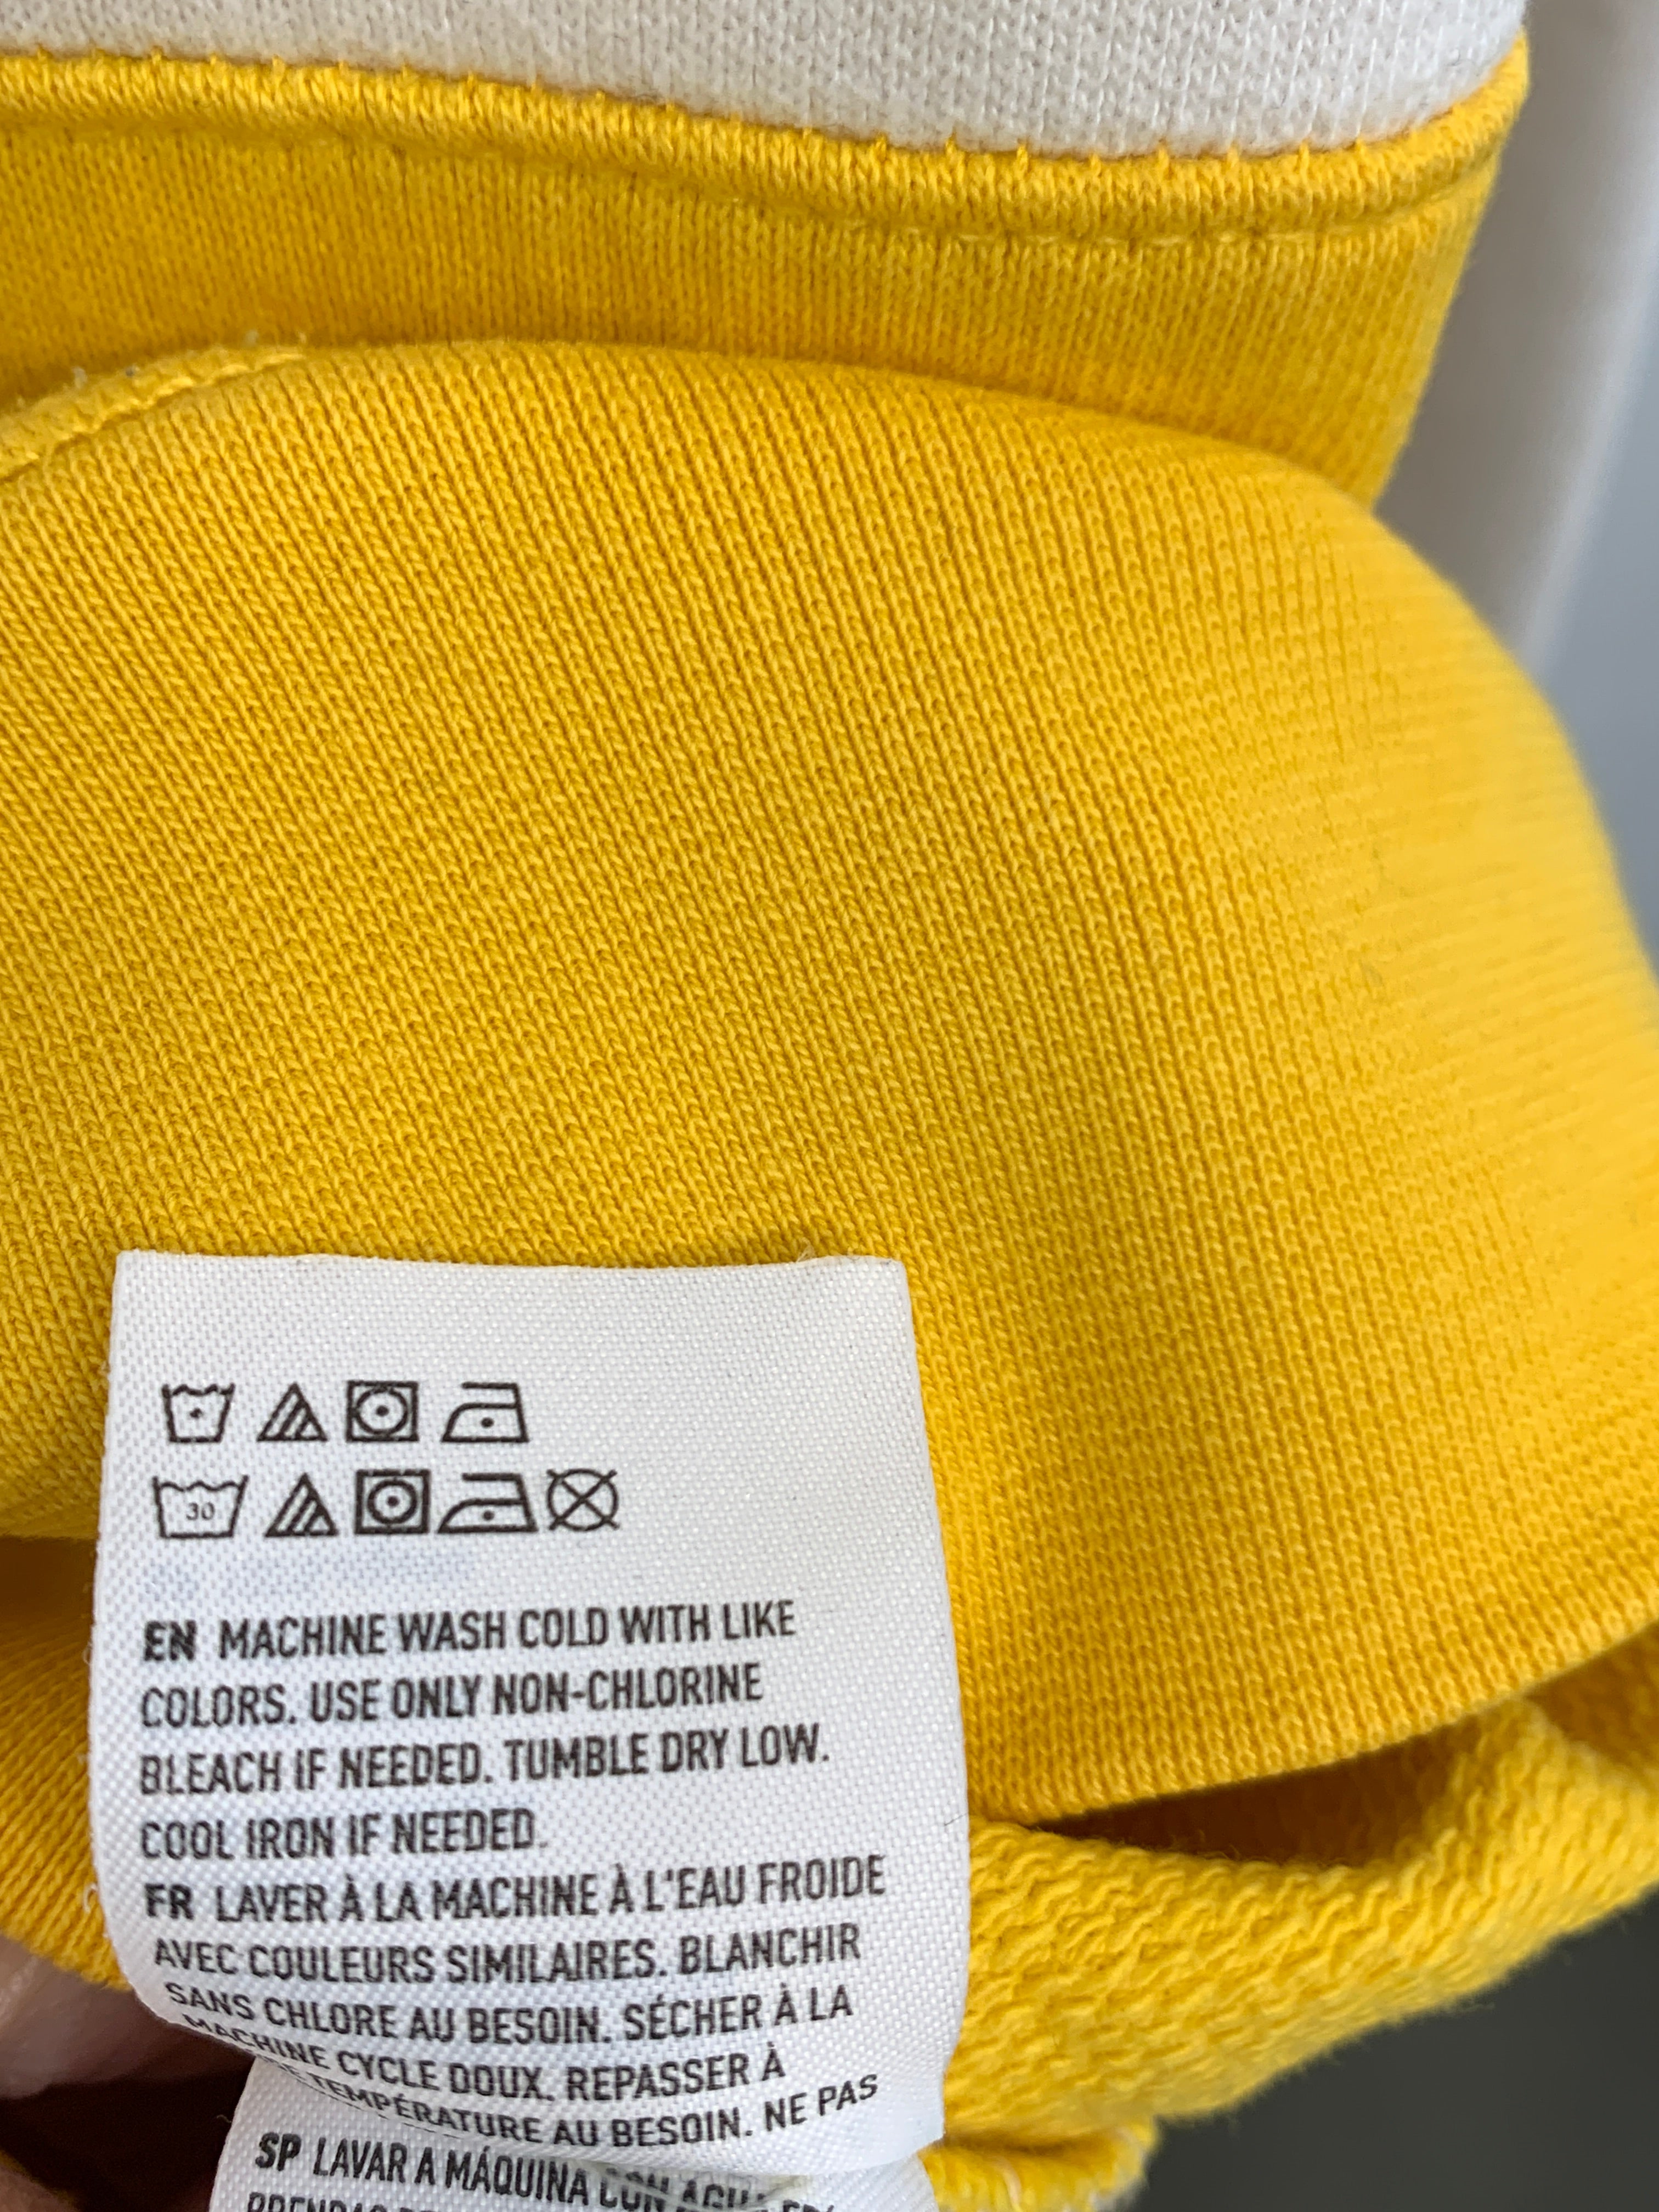 30
EN MACHINE WASH COLD WITH LIKE
COLORS. USE ONLY NON-CHLORINE
BLEACH IF NEEDED. TUMBLE DRY LOW.
COOL IRON IF NEEDED.
FR LAVER À LA MACHINE À L'EAU FROIDE
AVEC COULEURS SIMILAIRES. BLANCHIR
SANS CHLORE AU BESOIN. SÉCHER À LA
MACHINE CYCLE DOUX. REPASSER À
TEMPÉRATURE AU BESOIN. NE PAS
SP LAVAR A MÁQUINA CON